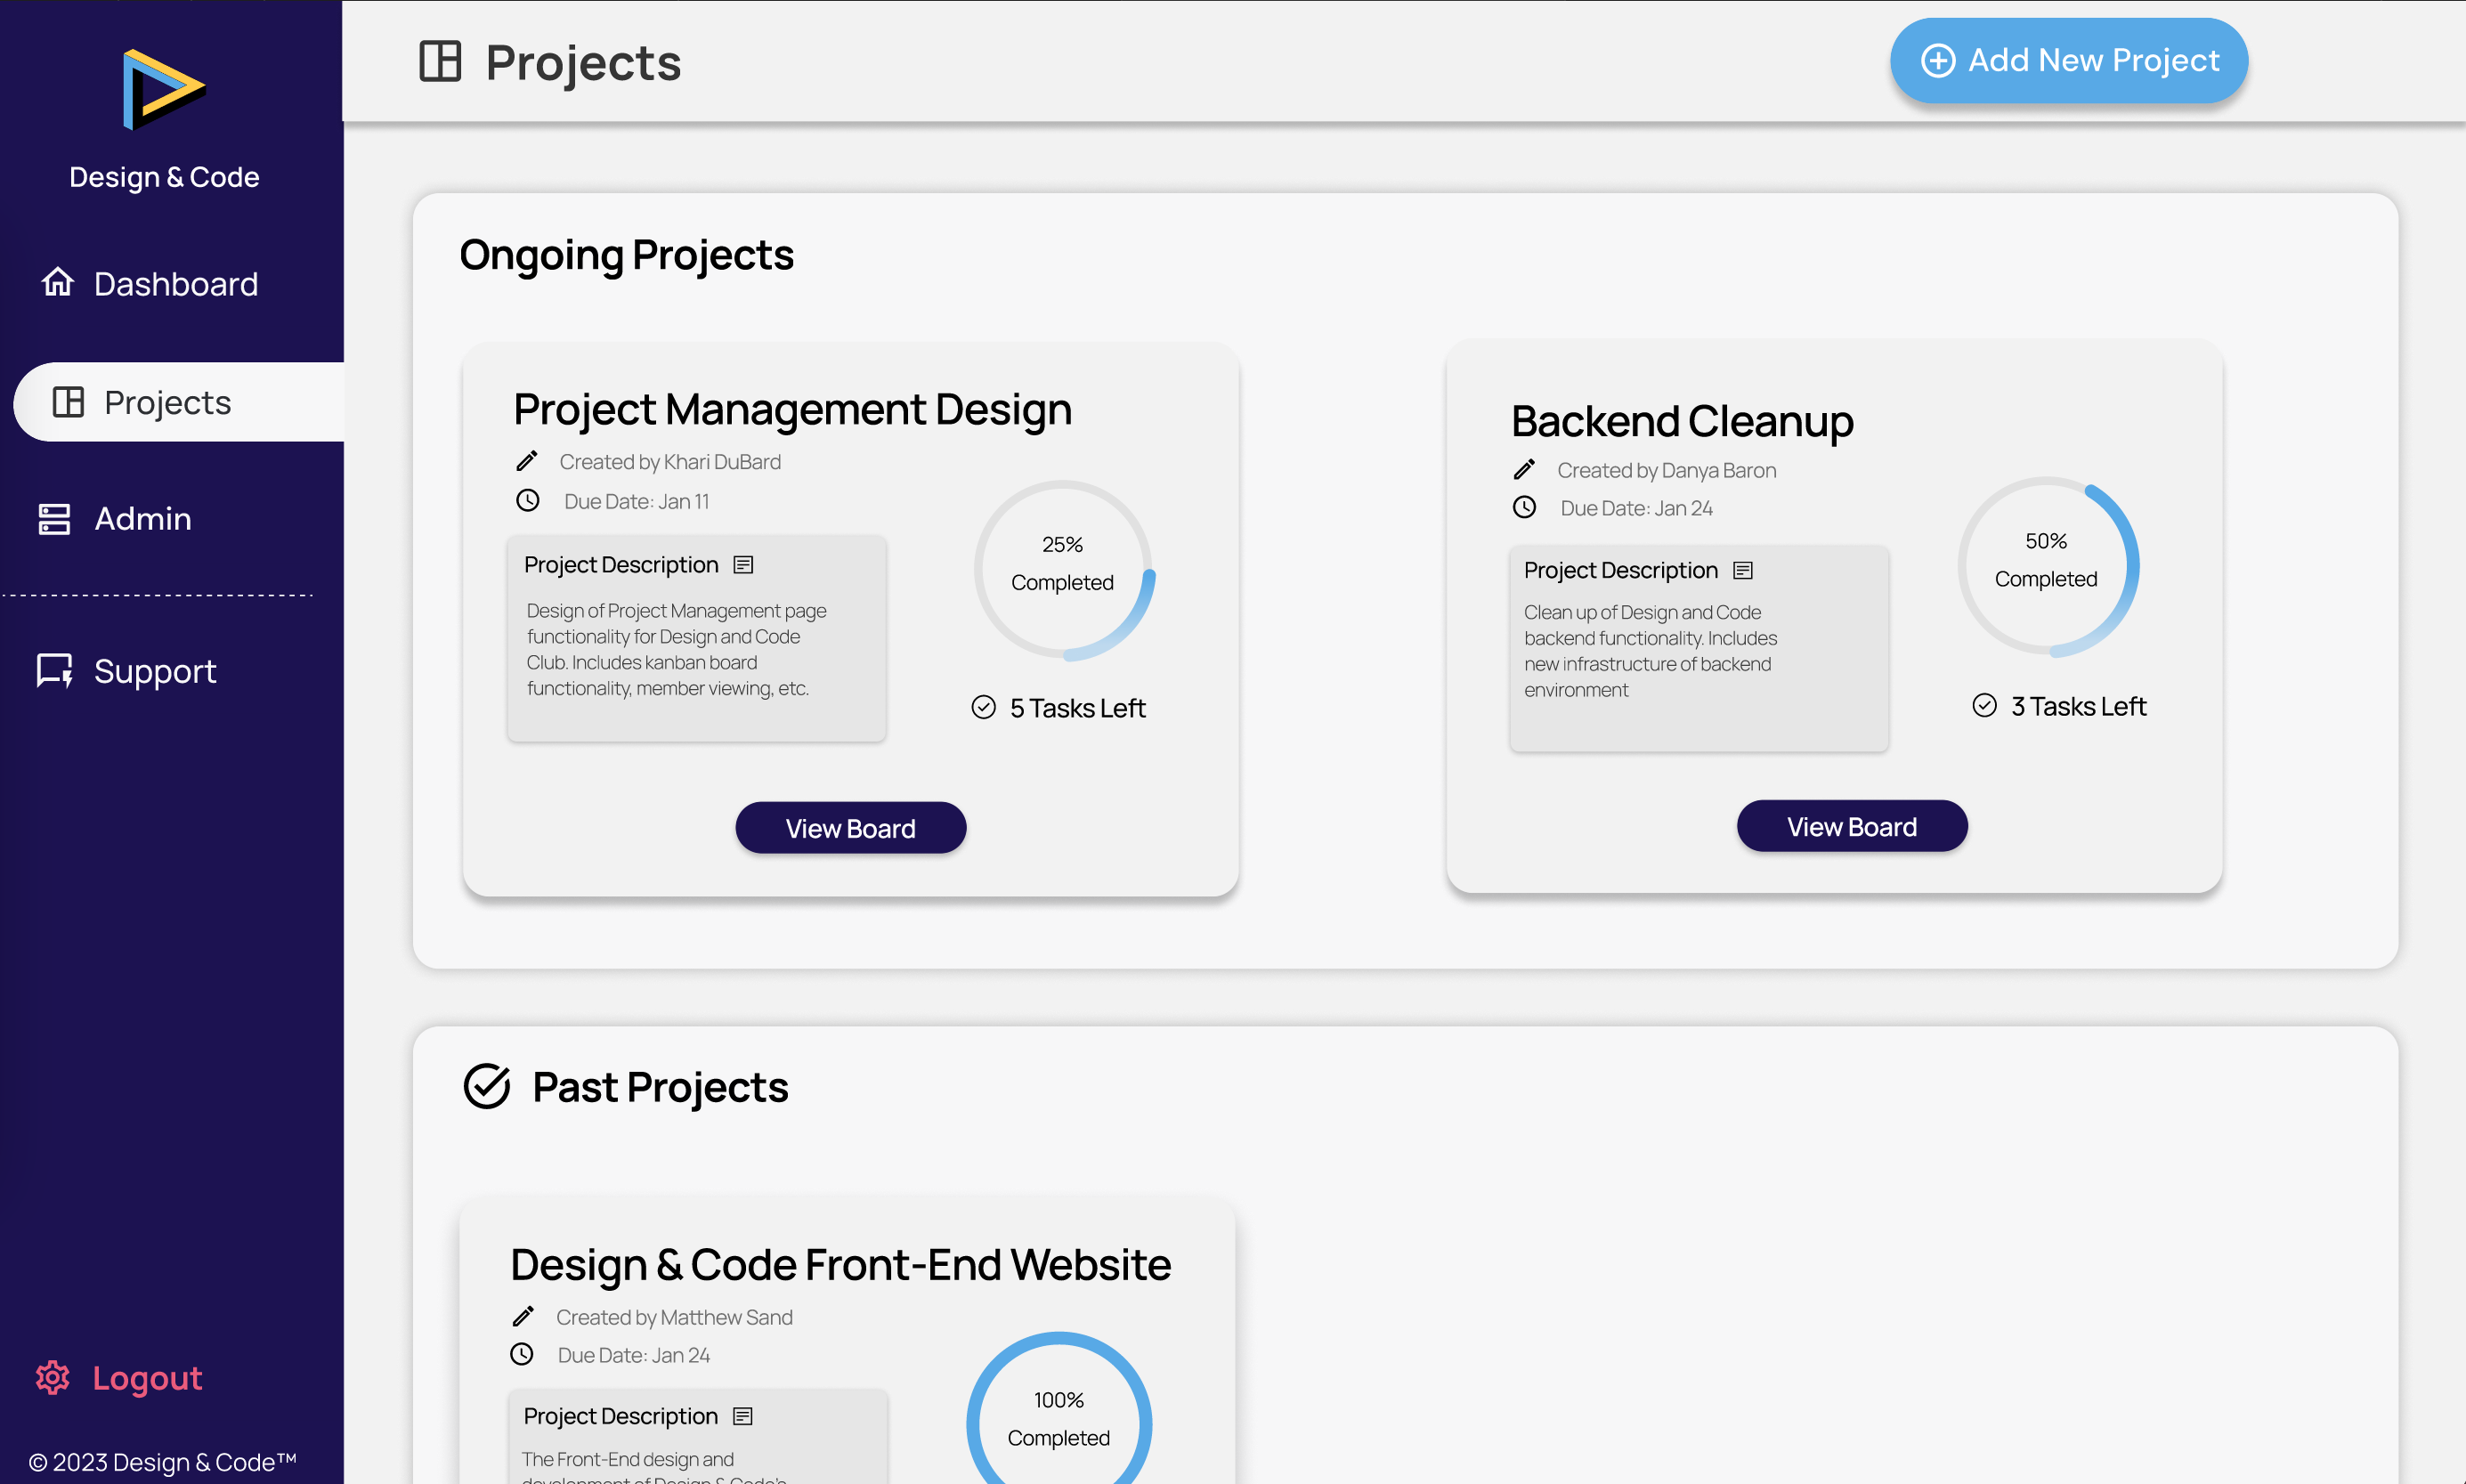 Design & Code
Dashboard
Projects
Admin
Support
Logout
© 2023 Design & Code™
Projects
Add New Project
Ongoing Projects
Project Management Design
Created by Khari DuBard
Due Date: Jan 11
Project Description
Design of Project Management page
functionality for Design and Code
Club. Includes kanban board
functionality, member viewing, etc.
25%
Completed
5 Tasks Left
View Board
Backend Cleanup
Created by Danya Baron
Due Date: Jan 24
Project Description
Clean up of Design and Code
backend functionality. Includes
new infrastructure of backend
environment
50%
Completed
3 Tasks Left
View Board
Past Projects
Design & Code Front-End Website
Created by Matthew Sand
Due Date: Jan 24
Project Description
The Front-End design and
development of Design & Code's
100%
Completed